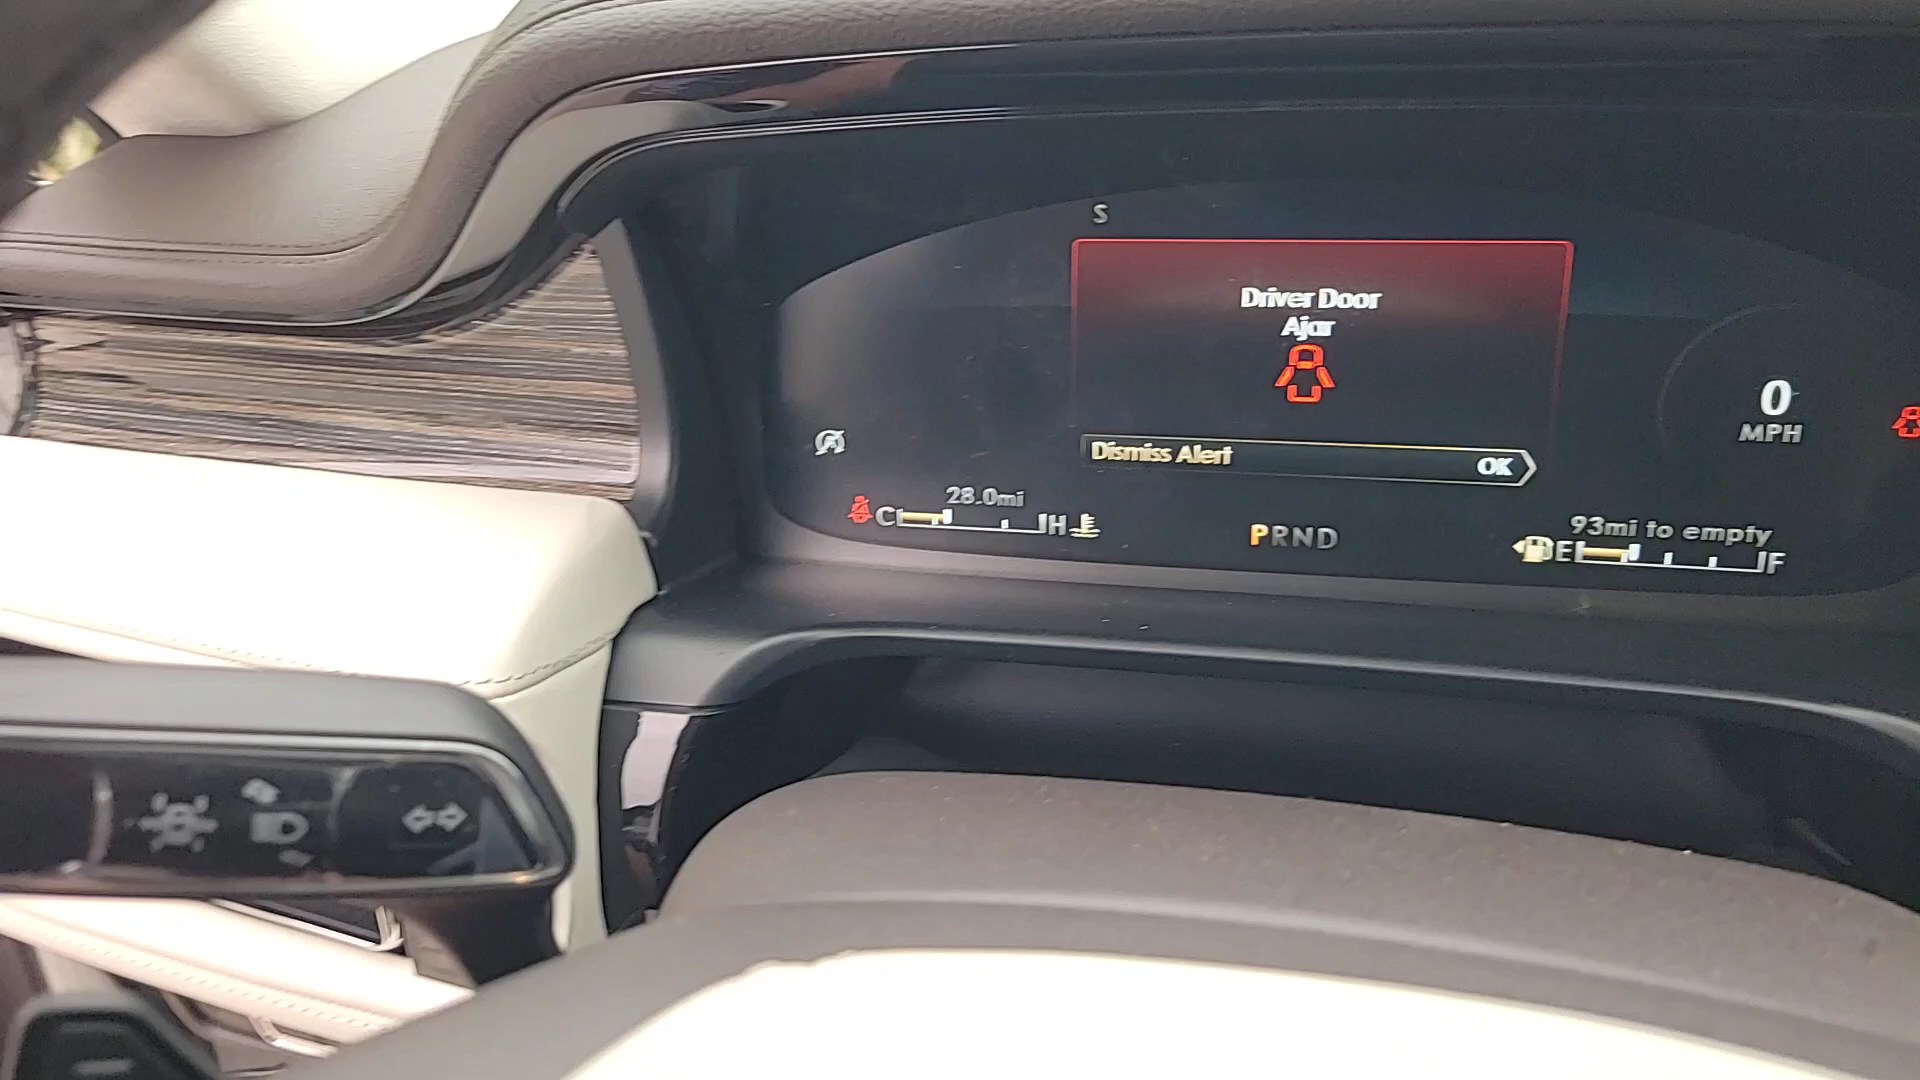 S
Driver Door
Ajar
0
MPH
Dismiss Alert OK
28.0mi
C H
PRND
93mi to empty
E F